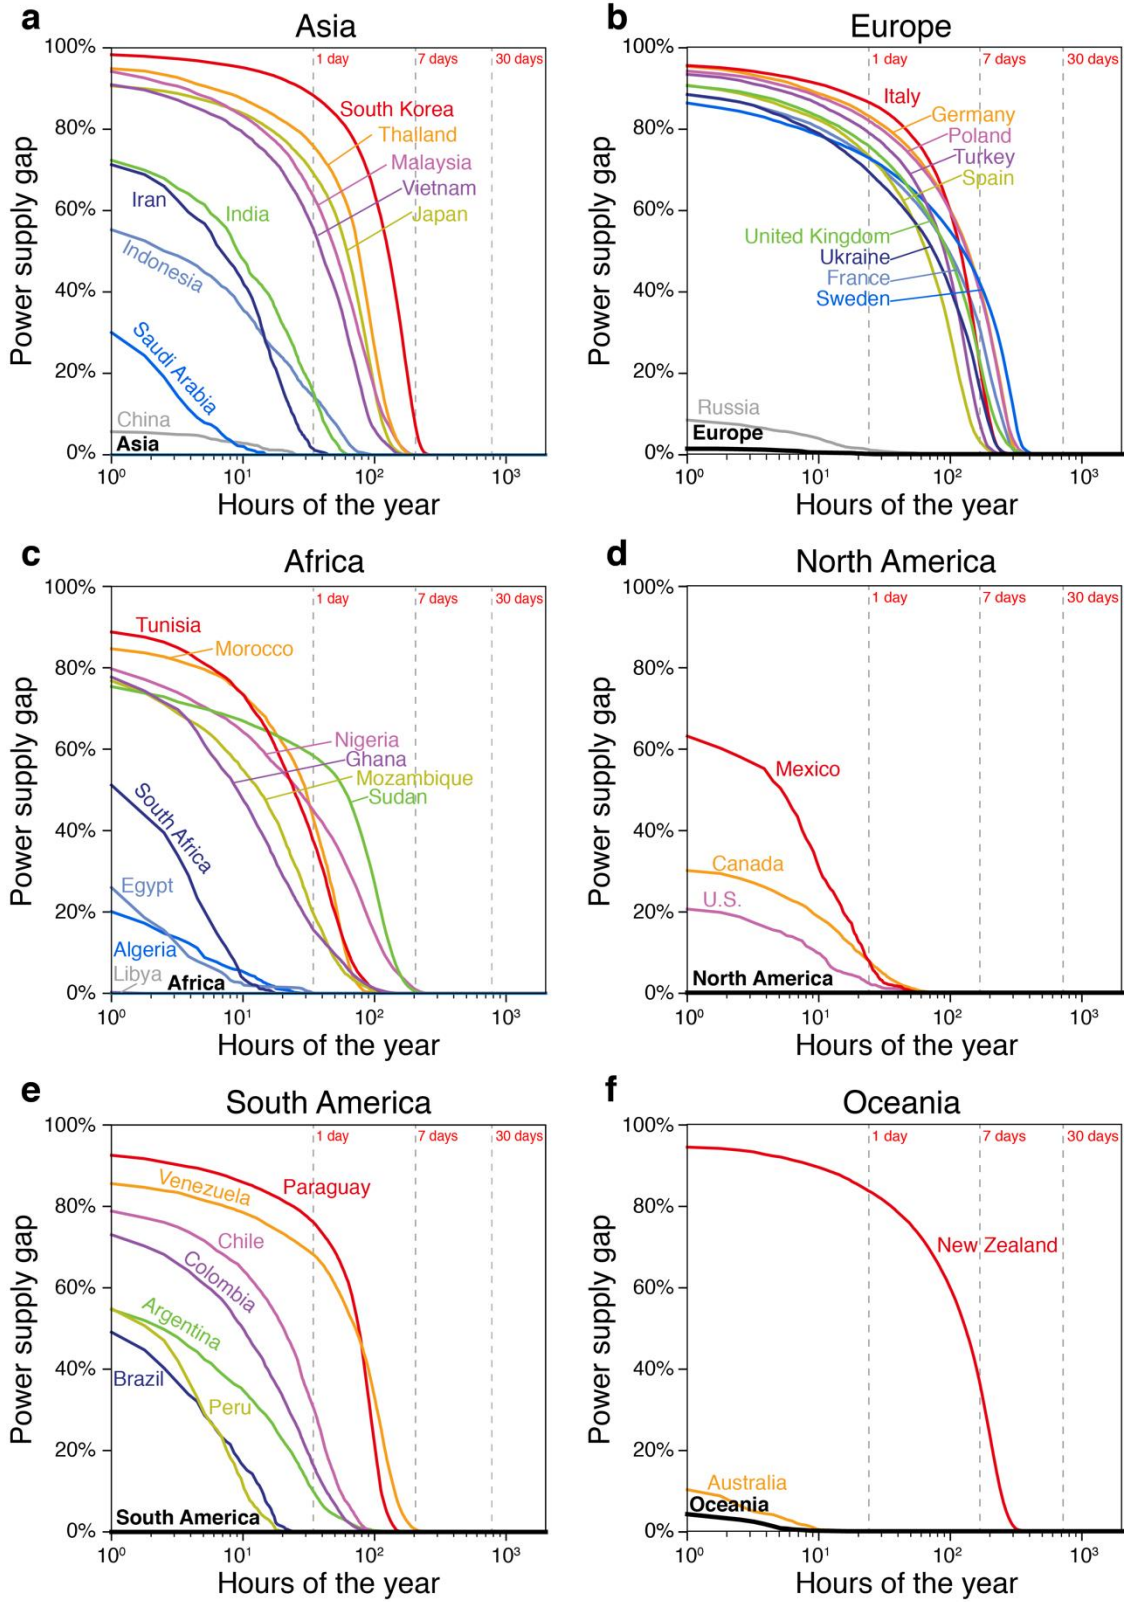 a
Asia
Power supply gap
100%
80%
60%
40%
20%
0%
1 day
7 days
30 days
South Korea
Thailand
Malaysia
Vietnam
Japan
Iran
India
Indonesia
Saudi Arabia
China
Asia
10⁰
10¹
10²
10³
Hours of the year
b
Europe
Power supply gap
100%
80%
60%
40%
20%
0%
1 day
7 days
30 days
Italy
Germany
Poland
Turkey
Spain
United Kingdom
Ukraine
France
Sweden
Russia
Europe
10⁰
10¹
10²
10³
Hours of the year
c
Africa
Power supply gap
100%
80%
60%
40%
20%
0%
1 day
7 days
30 days
Tunisia
Morocco
Nigeria
Ghana
Mozambique
Sudan
South Africa
Egypt
Algeria
Libya
Africa
10⁰
10¹
10²
10³
Hours of the year
d
North America
Power supply gap
100%
80%
60%
40%
20%
0%
1 day
7 days
30 days
Mexico
Canada
U.S.
North America
10⁰
10¹
10²
10³
Hours of the year
e
South America
Power supply gap
100%
80%
60%
40%
20%
0%
1 day
7 days
30 days
Paraguay
Venezuela
Chile
Colombia
Argentina
Brazil
Peru
South America
10⁰
10¹
10²
10³
Hours of the year
f
Oceania
Power supply gap
100%
80%
60%
40%
20%
0%
1 day
7 days
30 days
New Zealand
Australia
Oceania
10⁰
10¹
10²
10³
Hours of the year